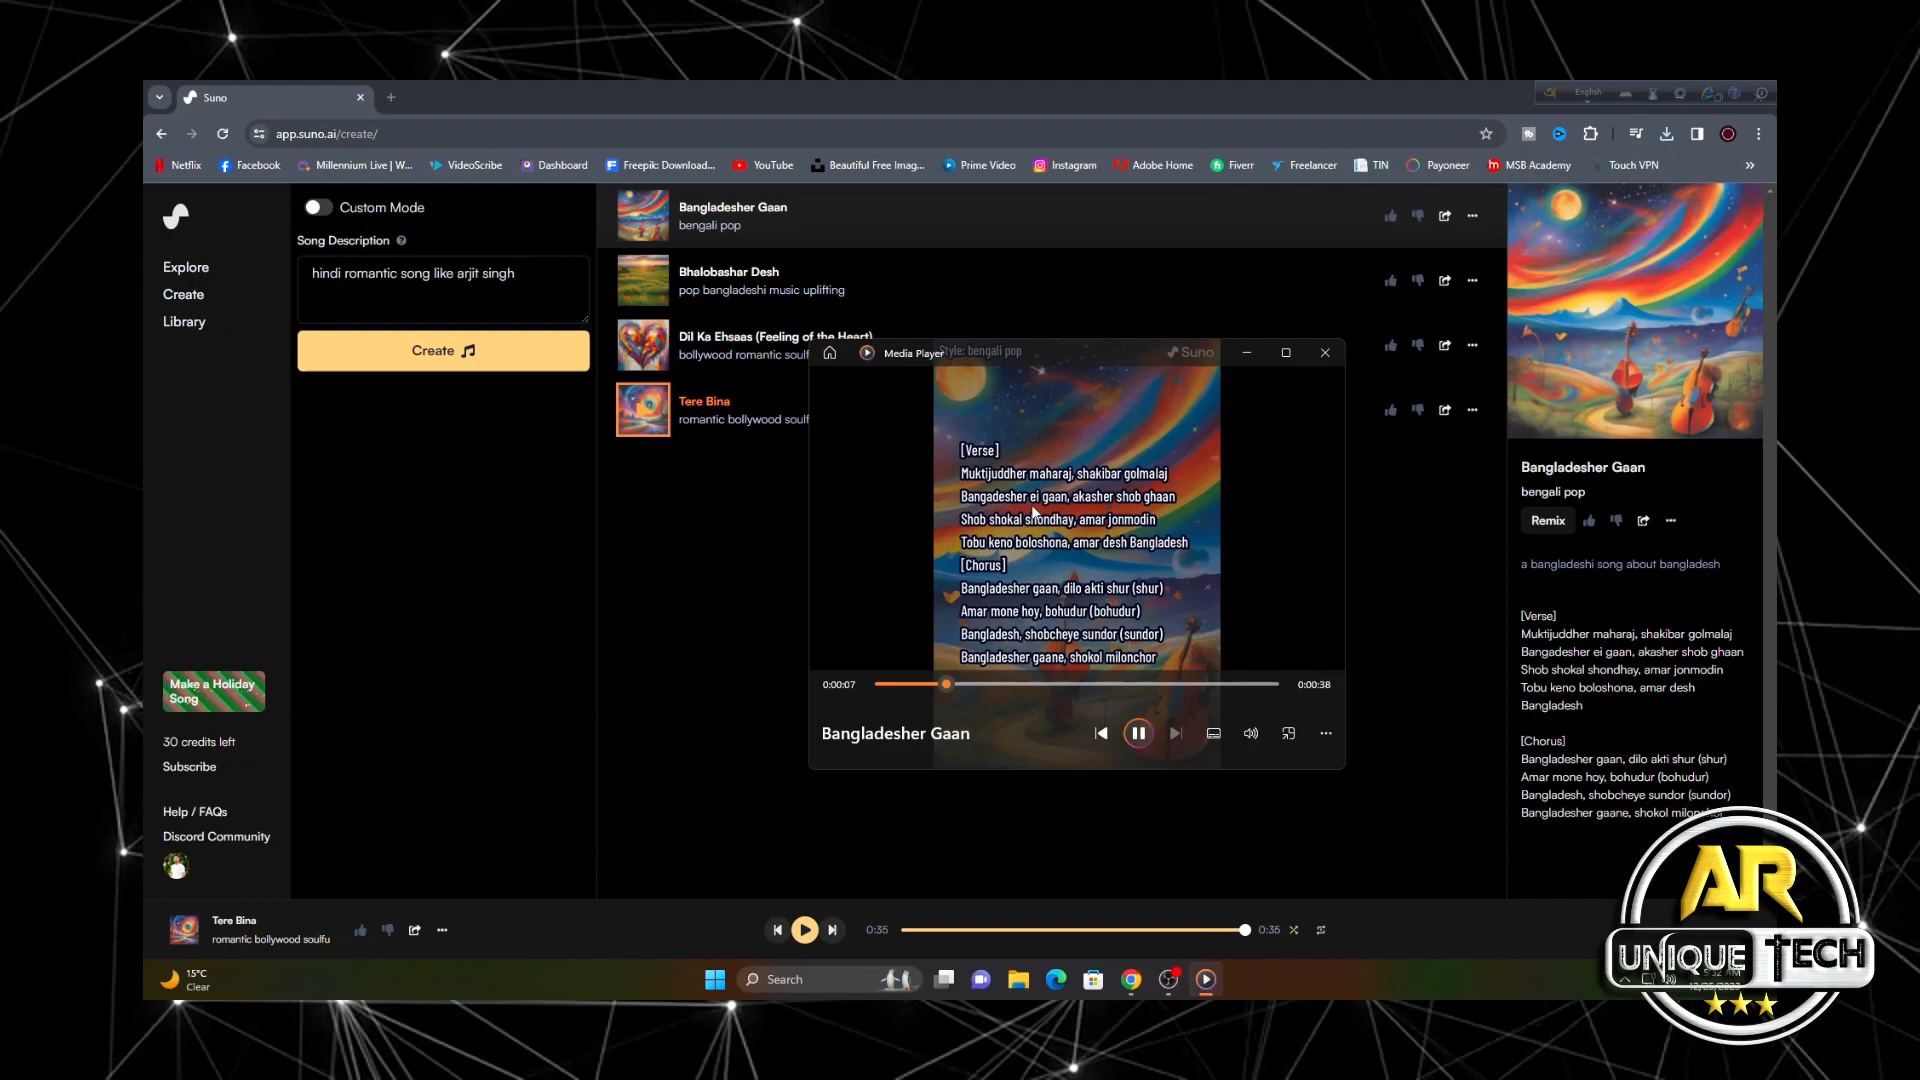 Suno
English
app.suno.ai/create/
Netflix
Facebook
Millennium Live | W...
VideoScribe
Dashboard
Freepik: Download...
YouTube
Beautiful Free Imag...
Prime Video
Instagram
Adobe Home
Fiverr
Freelancer
TIN
Payoneer
MSB Academy
Touch VPN
Explore
Create
Library
Make a Holiday
Song
30 credits left
Subscribe
Help / FAQs
Discord Community
Custom Mode
Song Description
hindi romantic song like arjit singh
Create
Bangladesher Gaan
bengali pop
Bhalobashar Desh
pop bangladeshi music uplifting
Dil Ka Ehsaas (Feeling of the Heart)
bollywood romantic soulf
Tere Bina
romantic bollywood soulf
Media Player
Style: bengali pop
Suno
[Verse]
Muktijuddher maharaj, shakibar golmalaj
Bangadesher ei gaan, akasher shob ghaan
Shob shokal shondhay, amar jonmodin
Tobu keno boloshona, amar desh Bangladesh
[Chorus]
Bangladesher gaan, dilo akti shur (shur)
Amar mone hoy, bohudur (bohudur)
Bangladesh, shobcheye sundor (sundor)
Bangladesher gaane, shokol milonchor
0:00:07
0:00:38
Bangladesher Gaan
Bangladesher Gaan
bengali pop
Remix
a bangladeshi song about bangladesh
[Verse]
Muktijuddher maharaj, shakibar golmalaj
Bangadesher ei gaan, akasher shob ghaan
Shob shokal shondhay, amar jonmodin
Tobu keno boloshona, amar desh
Bangladesh
[Chorus]
Bangladesher gaan, dilo akti shur (shur)
Amar mone hoy, bohudur (bohudur)
Bangladesh, shobcheye sundor (sundor)
Bangladesher gaane, shokol
Tere Bina
romantic bollywood soulfu
0:35
0:35
15°C
Clear
Search
5:32 AM
12/25/2023
AR
UNIQUE TECH